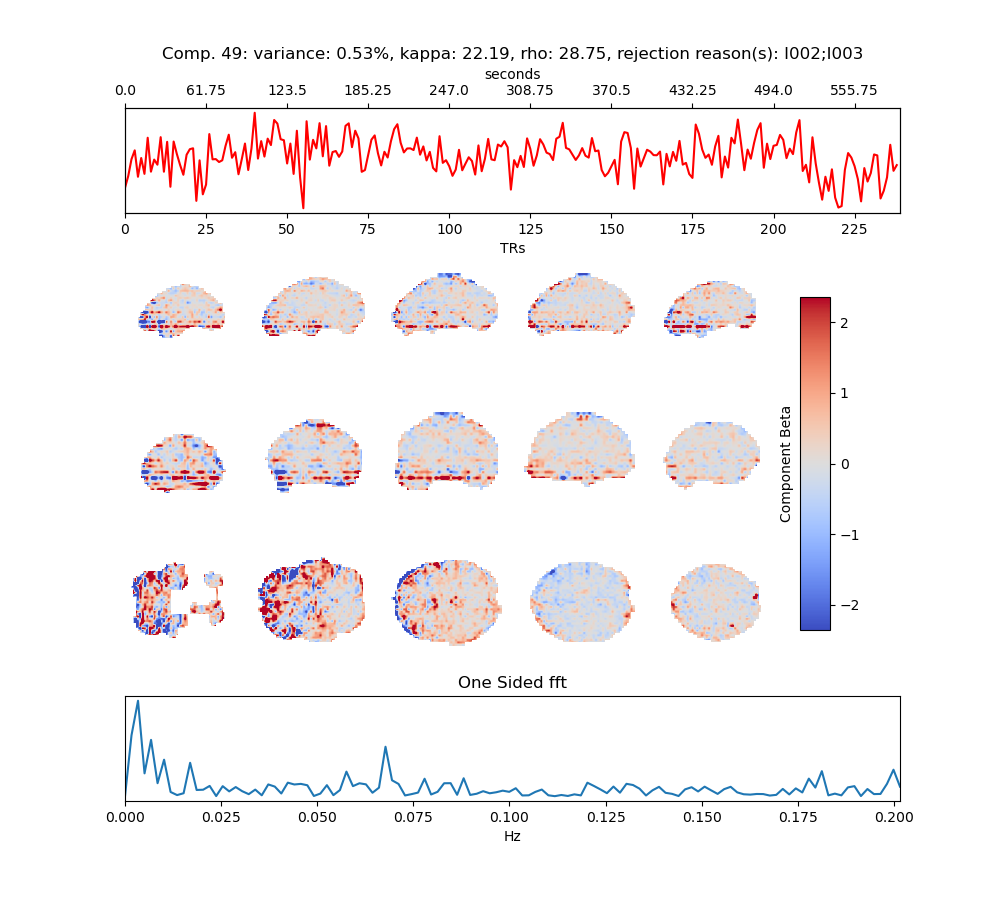 Comp. 49: variance: 0.53%, kappa: 22.19, rho: 28.75, rejection reason(s): I002;I003
seconds
0.0 61.75 123.5 185.25 247.0 308.75 370.5 432.25 494.0 555.75
0 25 50 75 100 125 150 175 200 225
TRs
2
1
0
−1
−2
Component Beta
One Sided fft
0.000 0.025 0.050 0.075 0.100 0.125 0.150 0.175 0.200
Hz